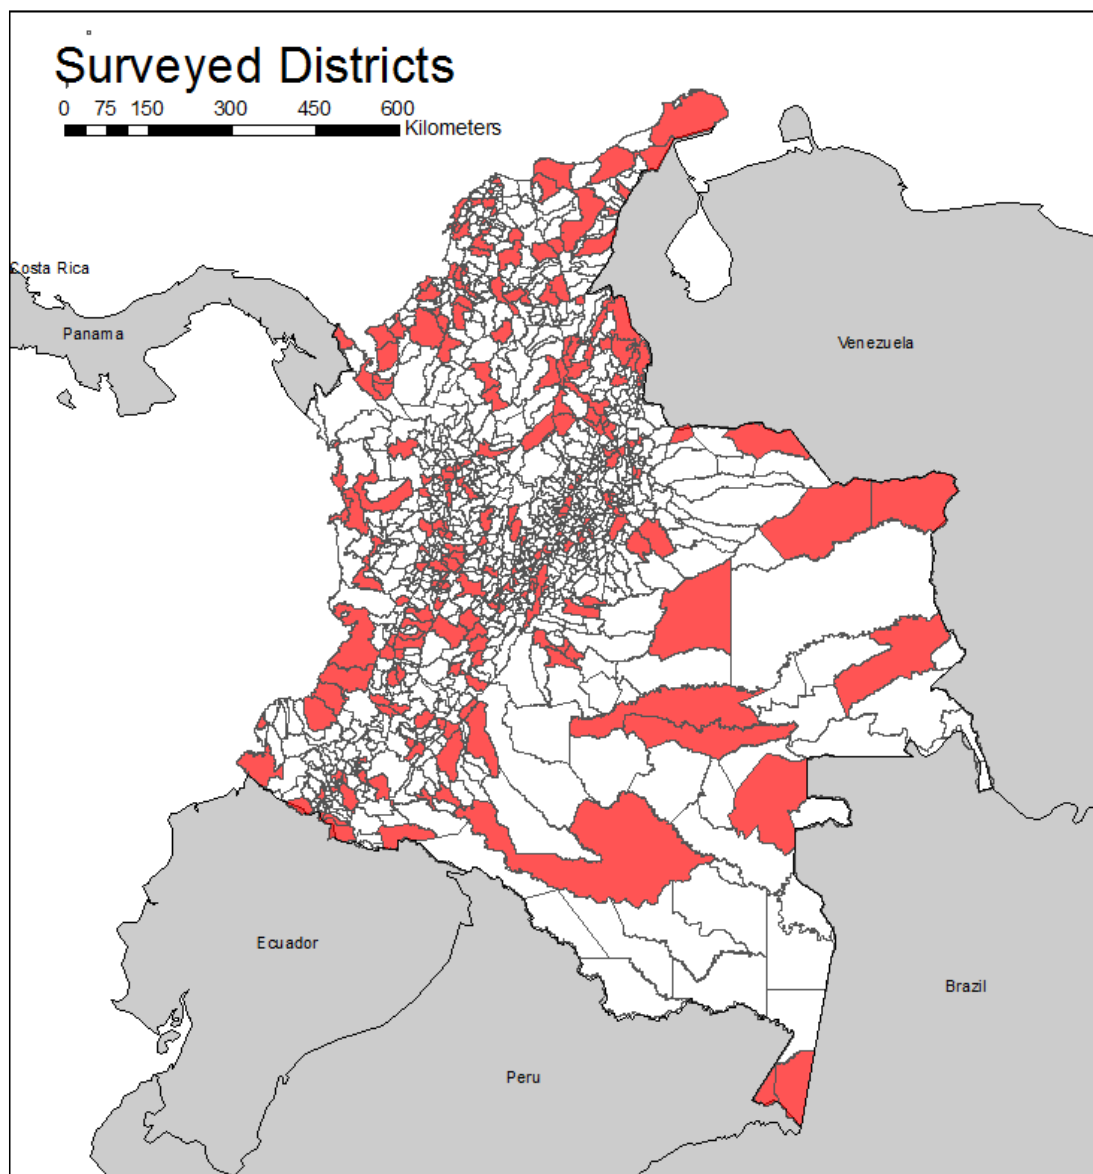 Surveyed Districts
0 75 150 300 450 600
Kilometers
Costa Rica
Panama
Venezuela
Ecuador
Brazil
Peru